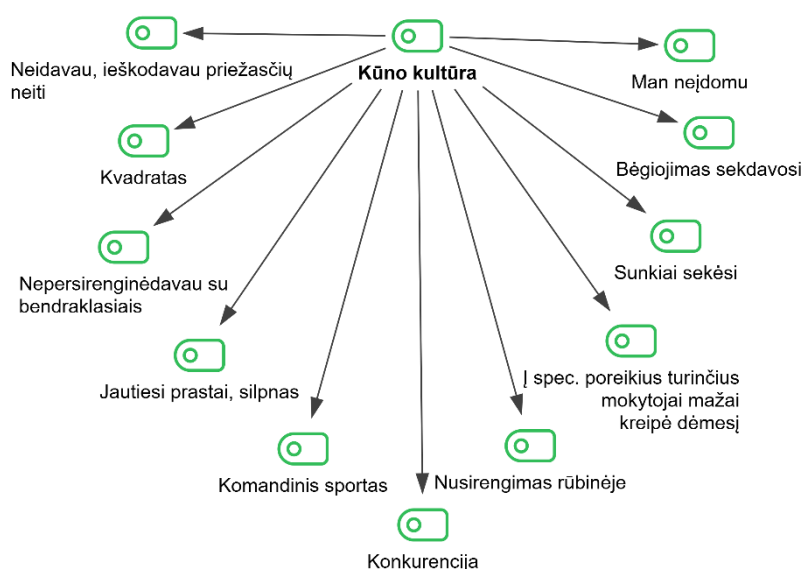 Kūno kultūra
Neidavau, ieškodavau priežasčių
neiti
Man neįdomu
Kvadratas
Bėgiojimas sekdavosi
Nepersirenginėdavau su
bendraklasiais
Sunkiai sekėsi
Jautiesi prastai, silpnas
Į spec. poreikius turinčius
mokytojai mažai
kreipė dėmesį
Komandinis sportas
Nusirengimas rūbinėje
Konkurencija